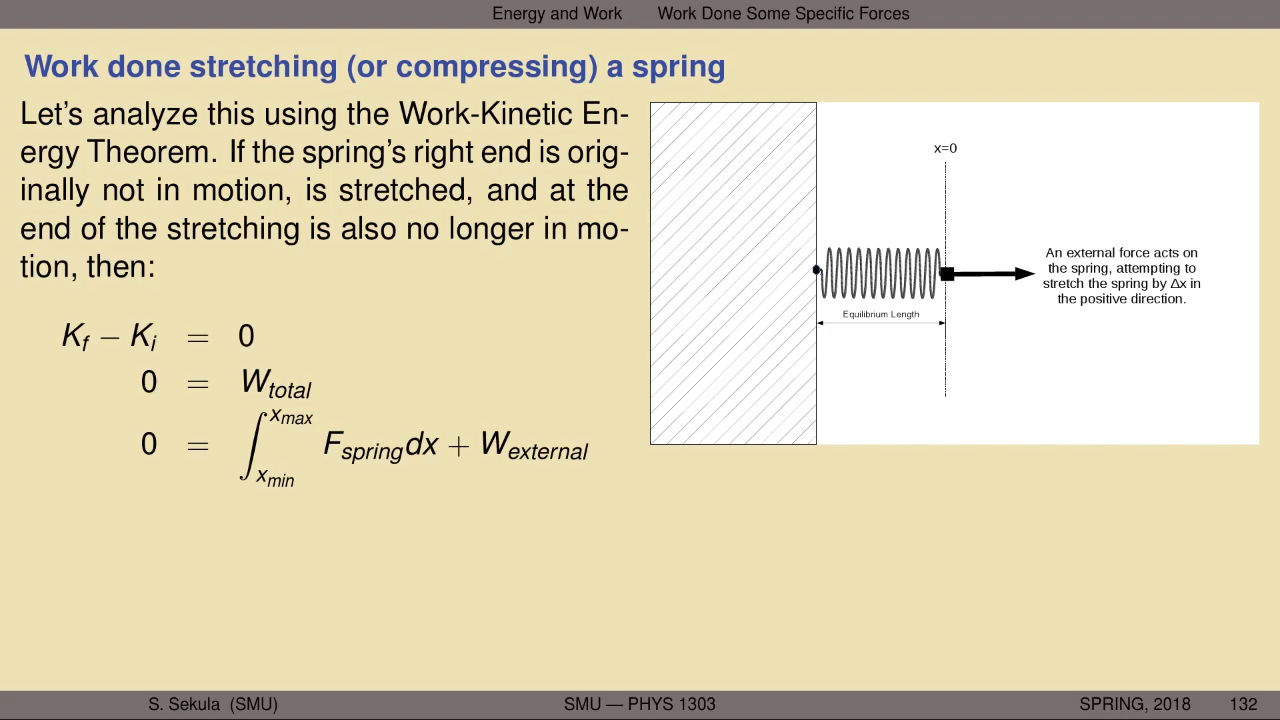 Energy and Work Work Done Some Specific Forces
Work done stretching (or compressing) a spring
Let's analyze this using the Work-Kinetic En-
ergy Theorem. If the spring's right end is orig-
inally not in motion, is stretched, and at the
end of the stretching is also no longer in mo-
tion, then:
K_f − K_i = 0
0 = W_total
0 = ∫_{x_min}^{x_max} F_spring dx + W_external
x=0
An external force acts on
the spring, attempting to
stretch the spring by Δx in
the positive direction.
Equilibrium Length
S. Sekula (SMU) SMU — PHYS 1303 SPRING, 2018 132